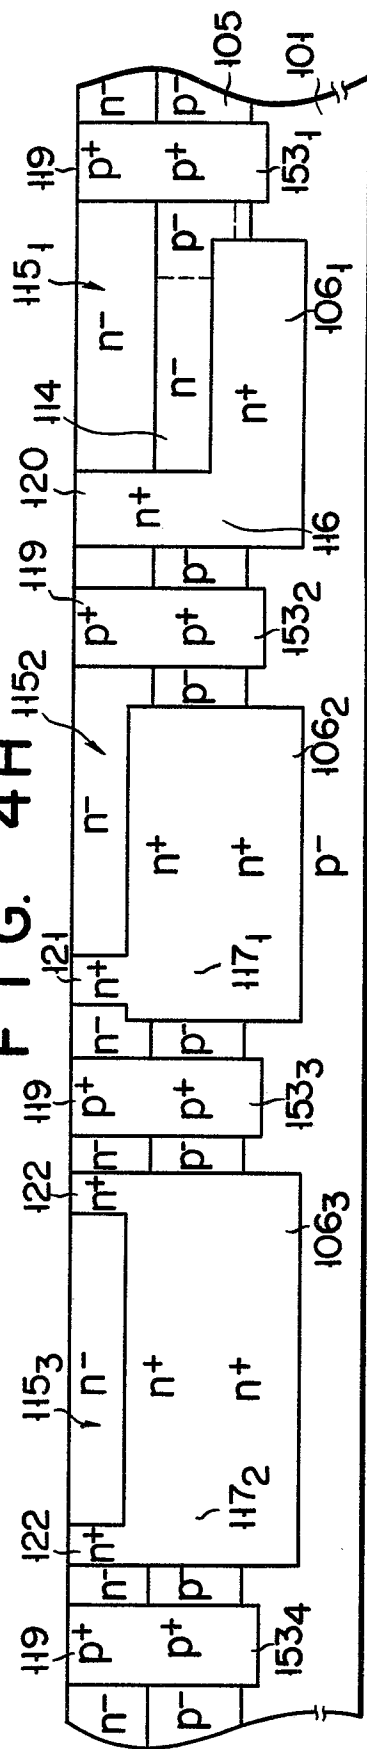 FIG. 4H
119 122 115₃ 122 119 121 115₂ 119 120 114 115₁ 119
n⁻ p⁺ n⁻ n⁺ n⁻ n⁺ n⁻ p⁺ n⁻ n⁺ n⁻ p⁺ n⁺ n⁻ p⁺ n⁻
p⁻ p⁺ p⁻ n⁺ p⁻ p⁺ p⁻ n⁺ p⁻ p⁺ p⁻ n⁻ p⁻ p⁺ p⁻ 105
117₂ n⁺ 117₁ n⁺ 116 n⁺
153₄ 106₃ 153₃ 106₂ 153₂ 106₁ 153₁ 101
p⁻